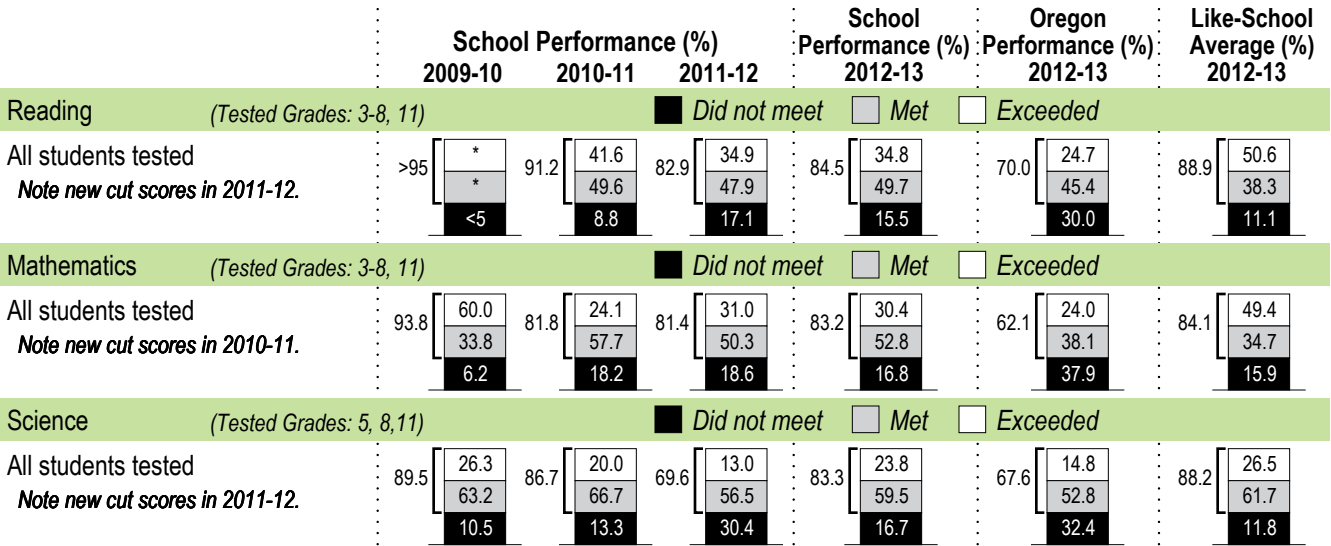 School Performance (%)
2009-10 2010-11 2011-12
School
Performance (%)
2012-13
Oregon
Performance (%)
2012-13
Like-School
Average (%)
2012-13
Reading (Tested Grades: 3-8, 11) Did not meet Met Exceeded
All students tested
Note new cut scores in 2011-12.
>95 * * <5
91.2 41.6 49.6 8.8
82.9 34.9 47.9 17.1
84.5 34.8 49.7 15.5
70.0 24.7 45.4 30.0
88.9 50.6 38.3 11.1
Mathematics (Tested Grades: 3-8, 11) Did not meet Met Exceeded
All students tested
Note new cut scores in 2010-11.
93.8 60.0 33.8 6.2
81.8 24.1 57.7 18.2
81.4 31.0 50.3 18.6
83.2 30.4 52.8 16.8
62.1 24.0 38.1 37.9
84.1 49.4 34.7 15.9
Science (Tested Grades: 5, 8,11) Did not meet Met Exceeded
All students tested
Note new cut scores in 2011-12.
89.5 26.3 63.2 10.5
86.7 20.0 66.7 13.3
69.6 13.0 56.5 30.4
83.3 23.8 59.5 16.7
67.6 14.8 52.8 32.4
88.2 26.5 61.7 11.8